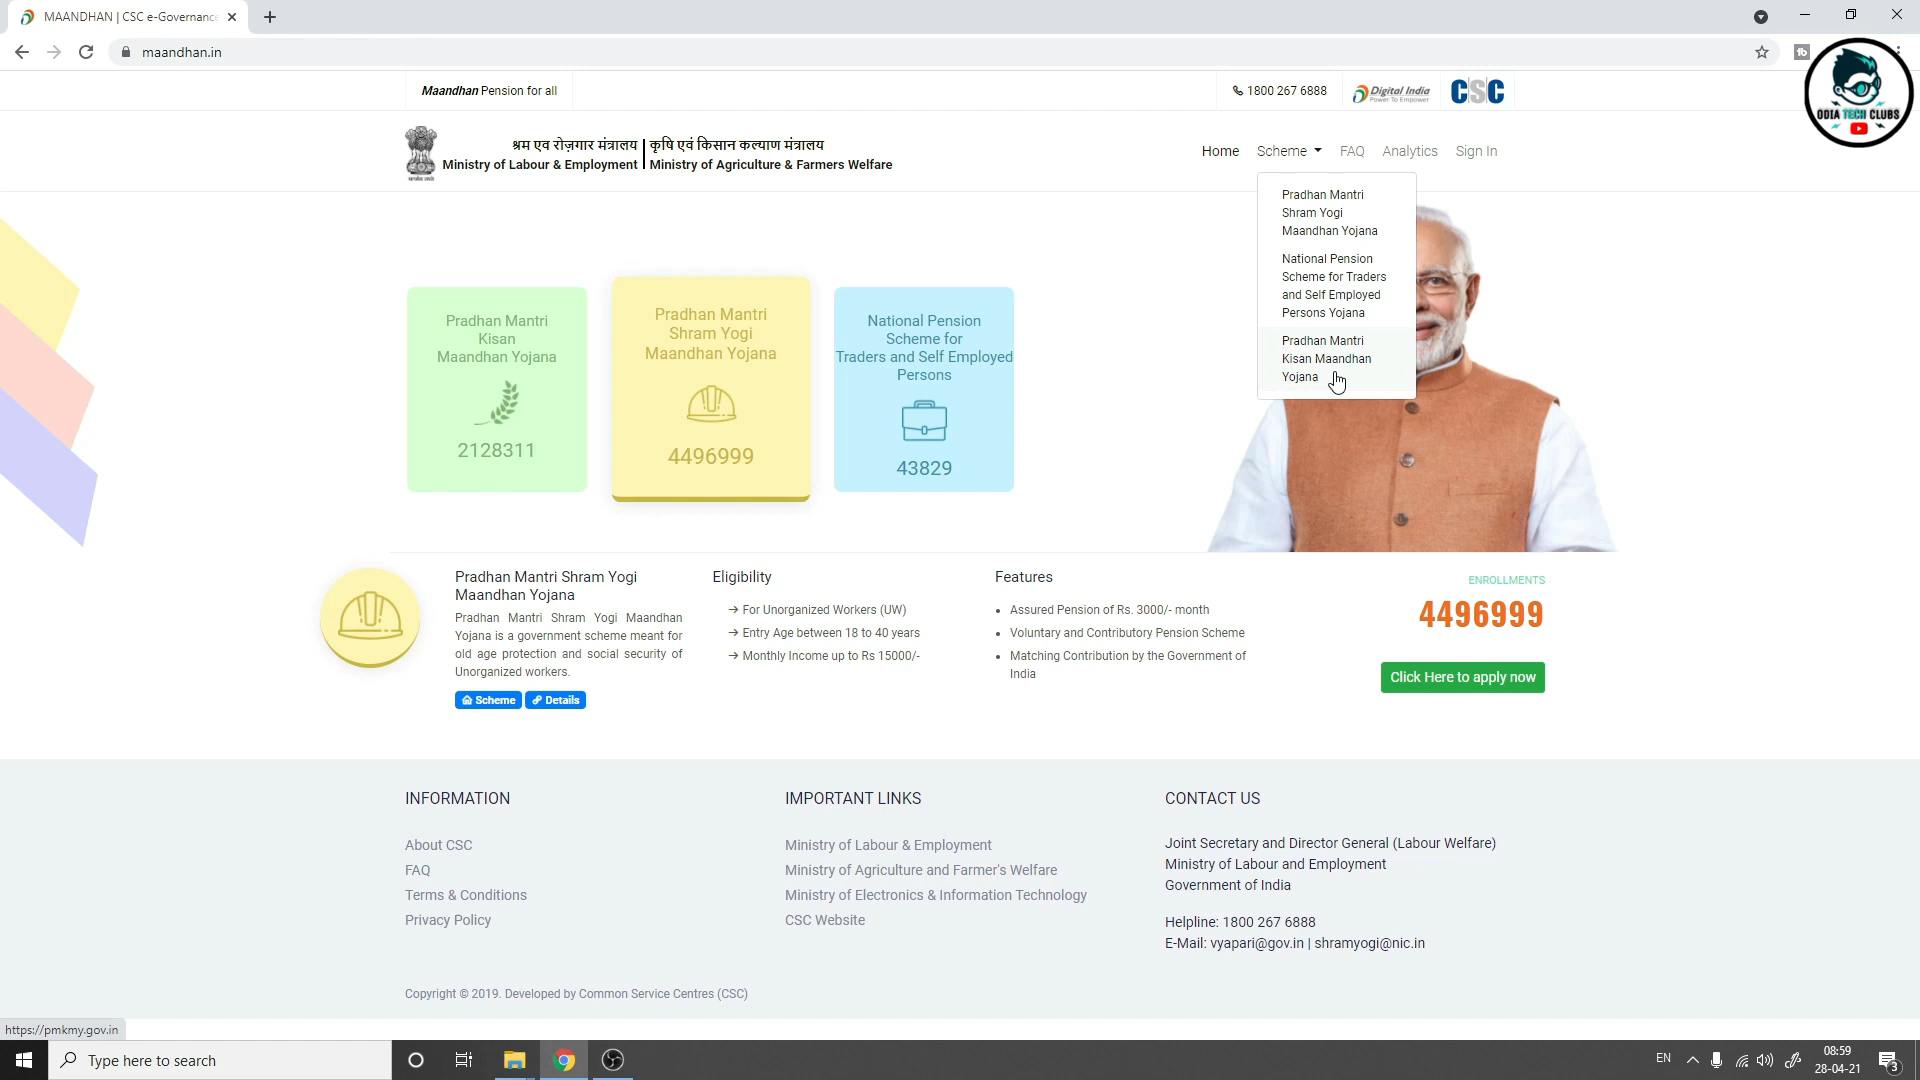 MAANDHAN | CSC e-Governance
maandhan.in
ODIA TECH CLUBS
Maandhan Pension for all
1800 267 6888
Digital India
Power To Empower
CSC
श्रम एव रोज़गार मंत्रालय | कृषि एवं किसान कल्याण मंत्रालय
Ministry of Labour & Employment | Ministry of Agriculture & Farmers Welfare
Home
Scheme
FAQ
Analytics
Sign In
Pradhan Mantri
Shram Yogi
Maandhan Yojana
National Pension
Scheme for Traders
and Self Employed
Persons Yojana
Pradhan Mantri
Kisan Maandhan
Yojana
Pradhan Mantri
Kisan
Maandhan Yojana
2128311
Pradhan Mantri
Shram Yogi
Maandhan Yojana
4496999
National Pension
Scheme for
Traders and Self Employed
Persons
43829
Pradhan Mantri Shram Yogi
Maandhan Yojana
Pradhan Mantri Shram Yogi Maandhan
Yojana is a government scheme meant for
old age protection and social security of
Unorganized workers.
Scheme
Details
Eligibility
→ For Unorganized Workers (UW)
→ Entry Age between 18 to 40 years
→ Monthly Income up to Rs 15000/-
Features
• Assured Pension of Rs. 3000/- month
• Voluntary and Contributory Pension Scheme
• Matching Contribution by the Government of
India
ENROLLMENTS
4496999
Click Here to apply now
INFORMATION
About CSC
FAQ
Terms & Conditions
Privacy Policy
IMPORTANT LINKS
Ministry of Labour & Employment
Ministry of Agriculture and Farmer's Welfare
Ministry of Electronics & Information Technology
CSC Website
CONTACT US
Joint Secretary and Director General (Labour Welfare)
Ministry of Labour and Employment
Government of India
Helpline: 1800 267 6888
E-Mail: vyapari@gov.in | shramyogi@nic.in
Copyright © 2019. Developed by Common Service Centres (CSC)
https://pmkmy.gov.in
Type here to search
EN
08:59
28-04-21
3